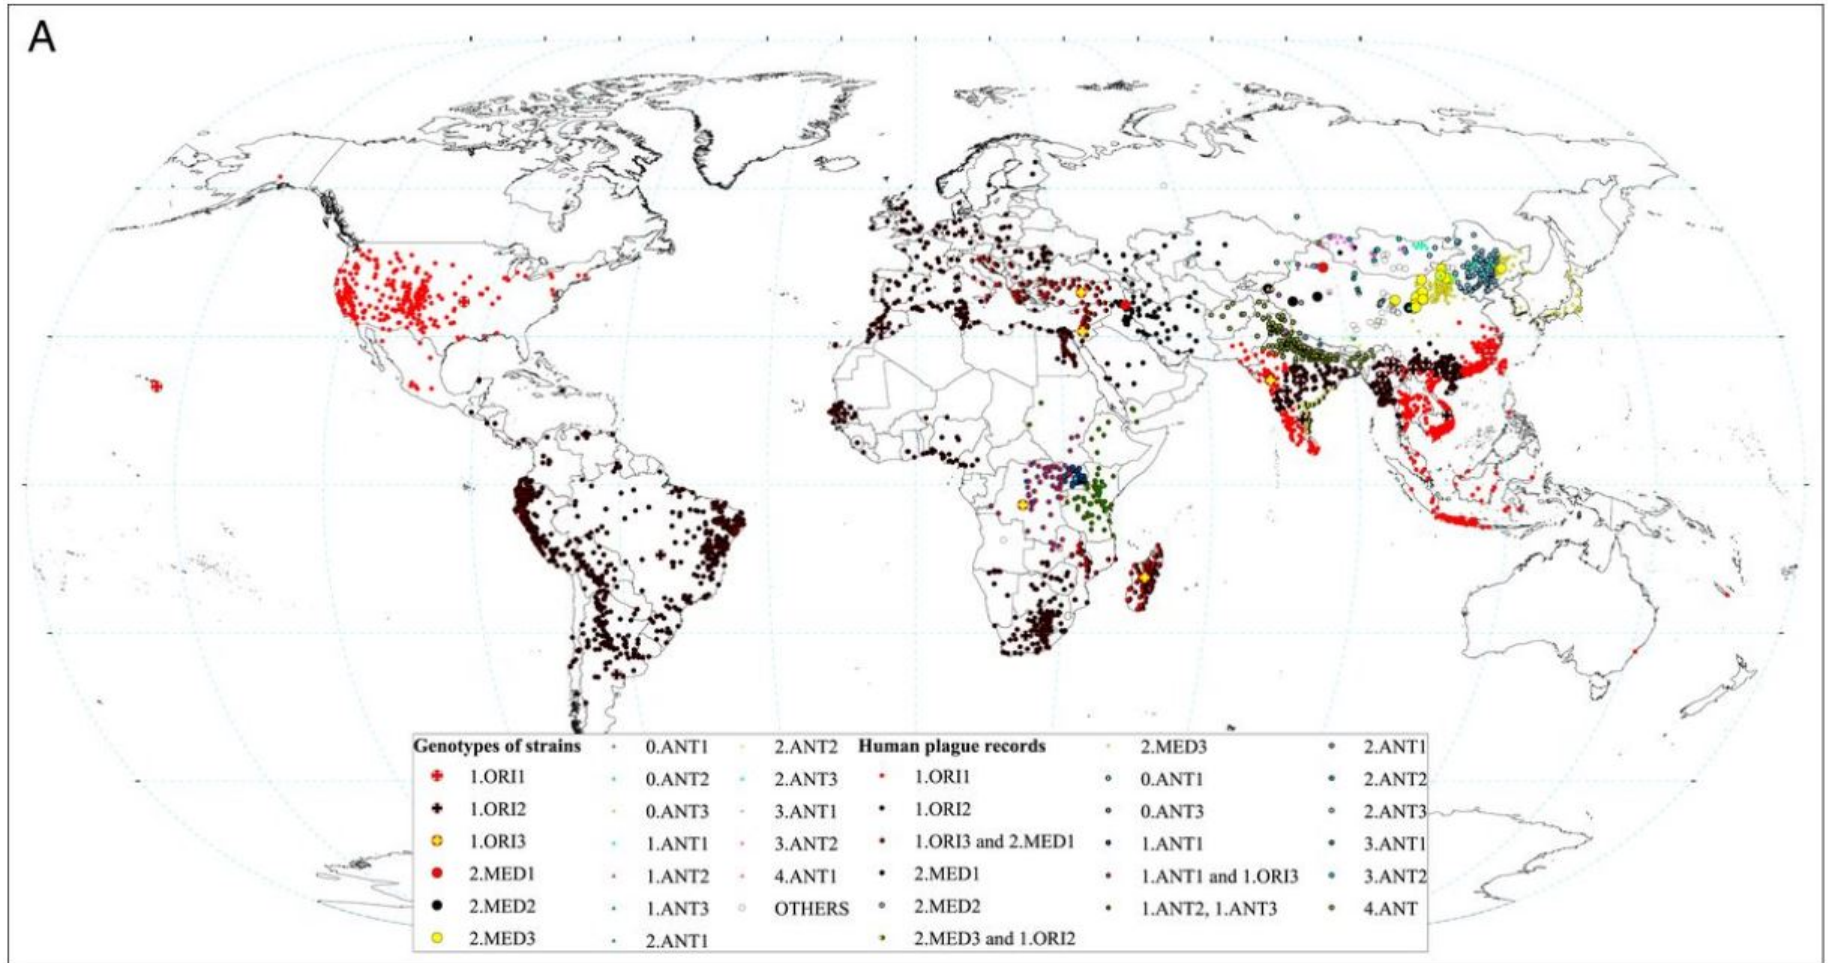 A
Genotypes of strains
1.ORI1
1.ORI2
1.ORI3
2.MED1
2.MED2
2.MED3
0.ANT1
0.ANT2
0.ANT3
1.ANT1
1.ANT2
1.ANT3
2.ANT1
2.ANT2
2.ANT3
3.ANT1
3.ANT2
4.ANT1
OTHERS
Human plague records
1.ORI1
1.ORI2
1.ORI3 and 2.MED1
2.MED1
2.MED2
2.MED3 and 1.ORI2
2.MED3
0.ANT1
0.ANT3
1.ANT1
1.ANT1 and 1.ORI3
1.ANT2, 1.ANT3
2.ANT1
2.ANT2
2.ANT3
3.ANT1
3.ANT2
4.ANT